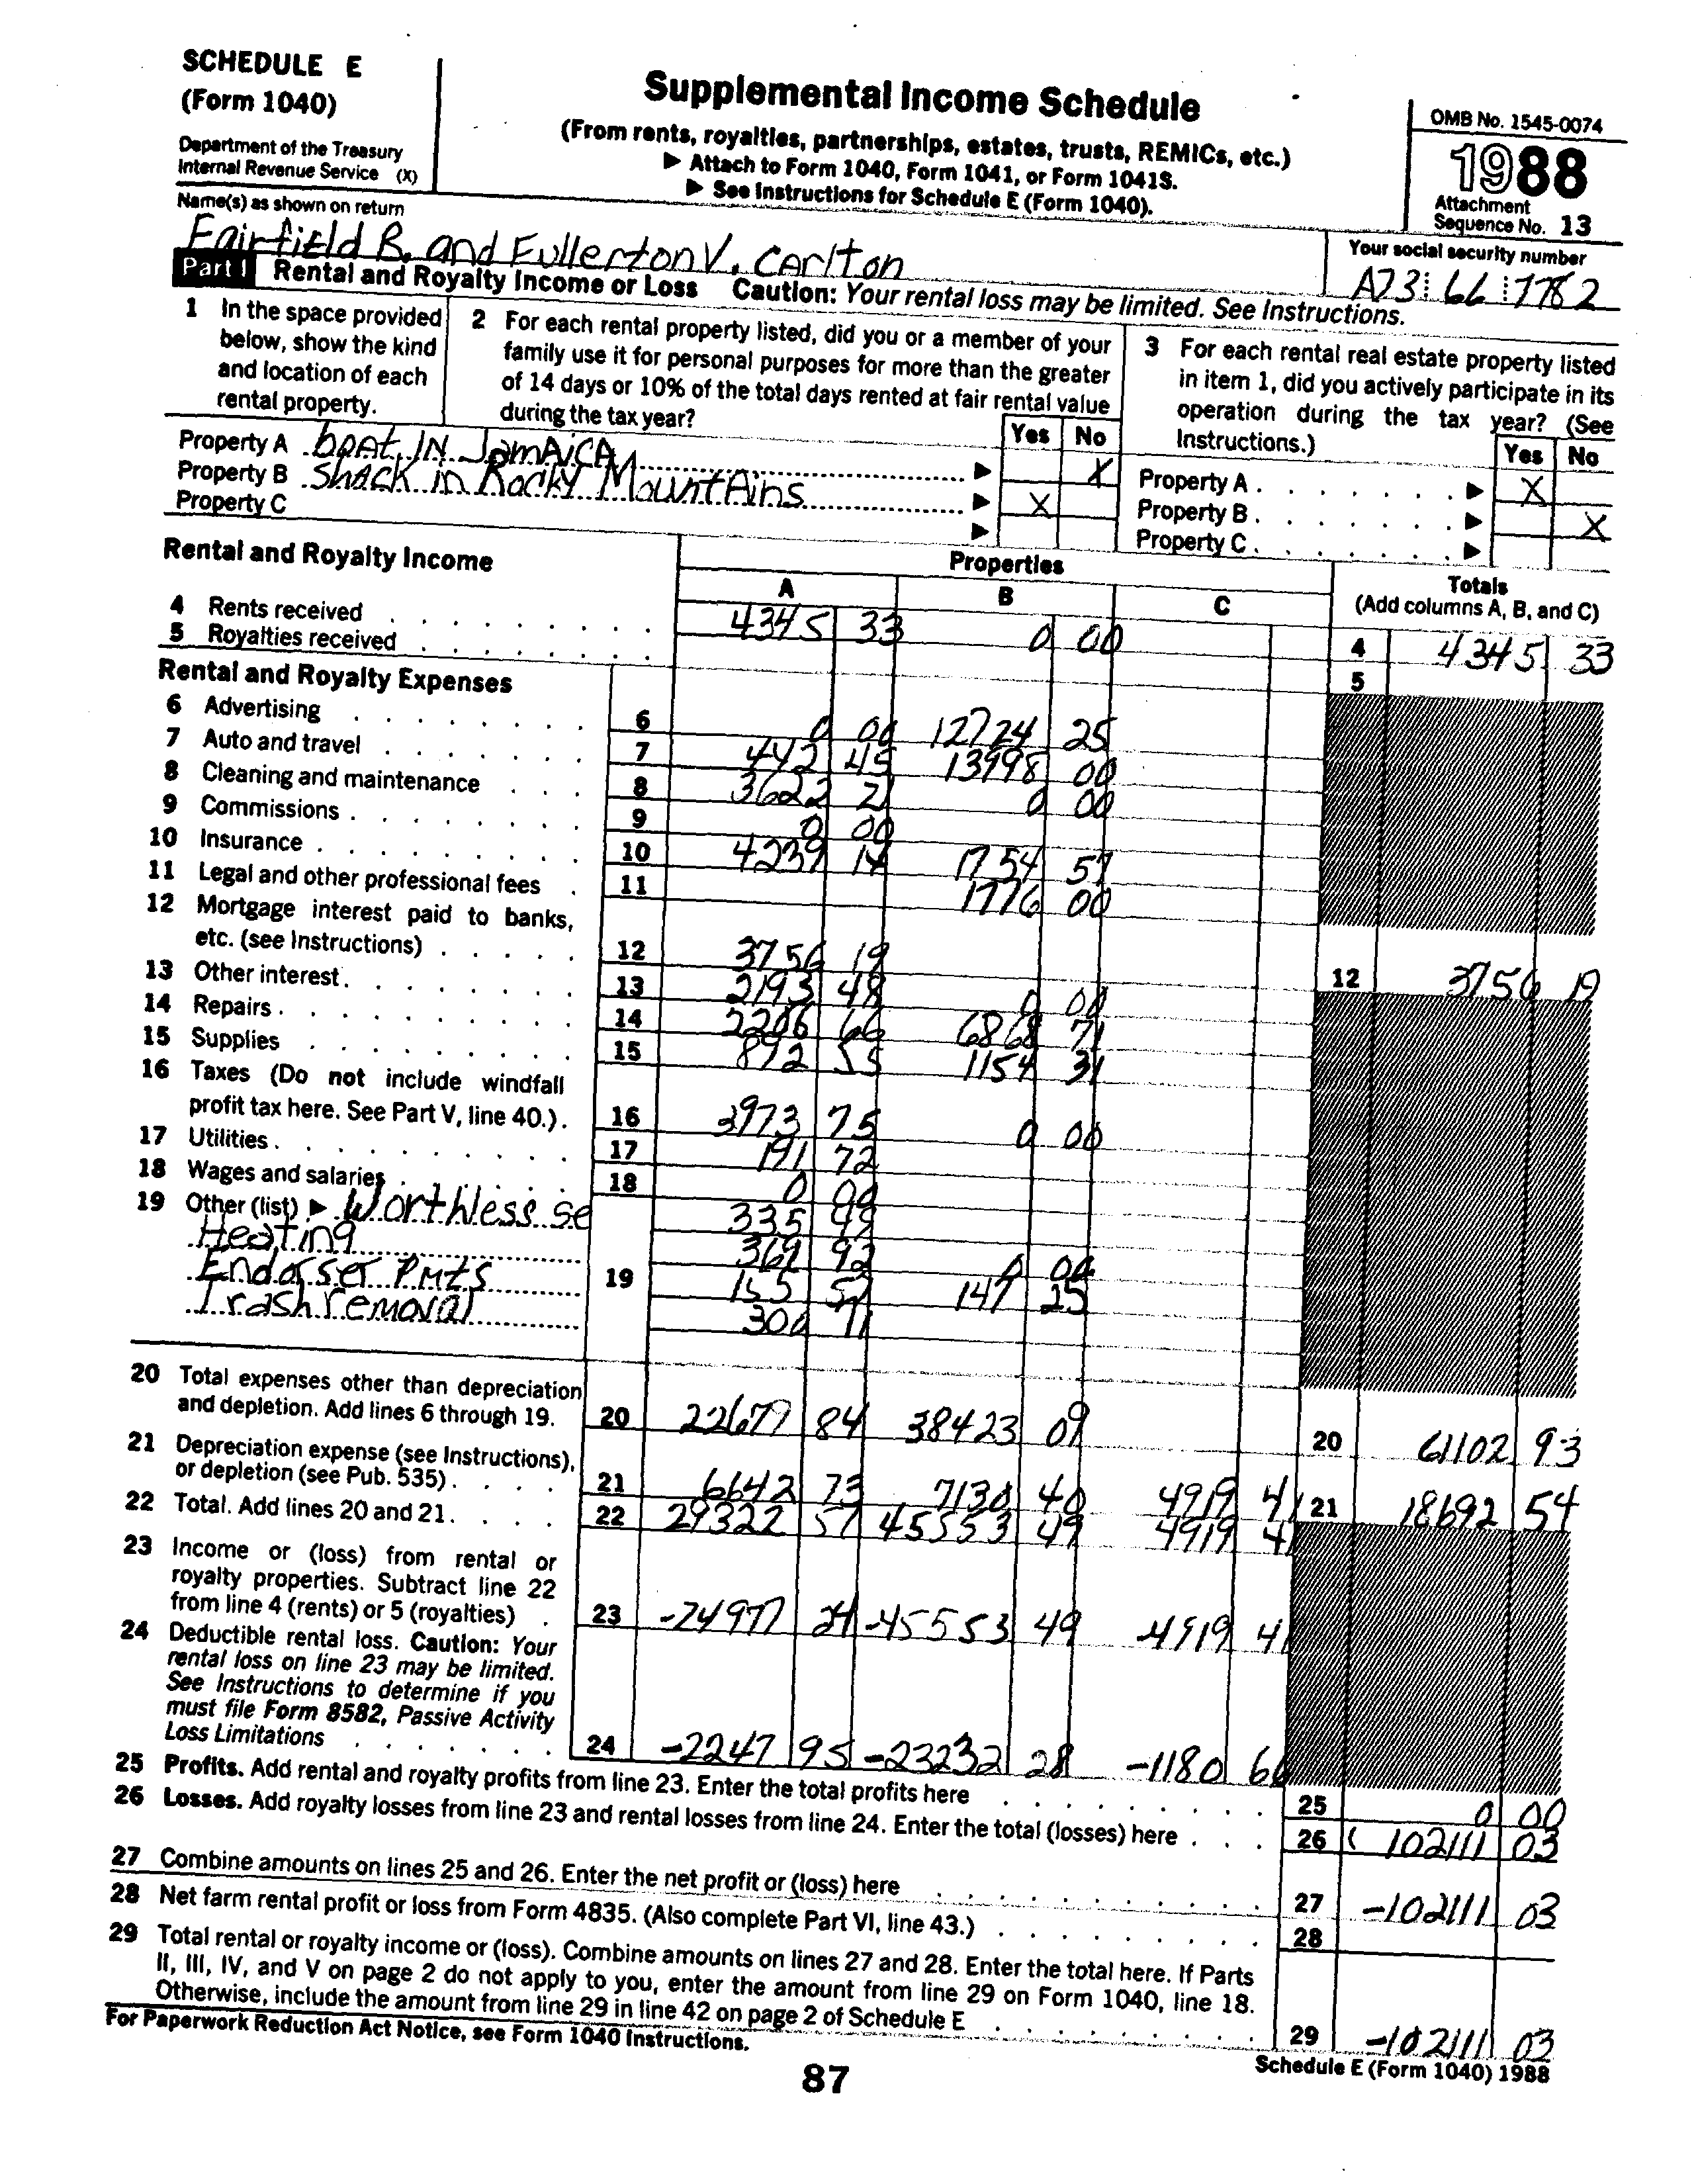 SCHEDULE E
(Form 1040)
Department of the Treasury
Internal Revenue Service (X)
Supplemental Income Schedule
(From rents, royalties, partnerships, estates, trusts, REMICs, etc.)
▶ Attach to Form 1040, Form 1041, or Form 1041S.
▶ See Instructions for Schedule E (Form 1040).
OMB No. 1545-0074
1988
Attachment
Sequence No. 13
Name(s) as shown on return
Fairfield B. and Fullerton V. Carlton
Your social security number
A73 66 7782
Part I Rental and Royalty Income or Loss Caution: Your rental loss may be limited. See Instructions.
1 In the space provided
below, show the kind
and location of each
rental property.
2 For each rental property listed, did you or a member of your
family use it for personal purposes for more than the greater
of 14 days or 10% of the total days rented at fair rental value
during the tax year?
Yes No
3 For each rental real estate property listed
in item 1, did you actively participate in its
operation during the tax year? (See
Instructions.)
Yes No
Property A boat IN JamAiCA ▶ X
Property B ShACk in Rocky MountAins ▶ X
Property C ▶
Property A . . . . . . . ▶ X
Property B . . . . . . . ▶ X
Property C . . . . . . . ▶
Rental and Royalty Income
Properties
A B C
Totals
(Add columns A, B, and C)
4 Rents received 4345 33 0 00 4 4345 33
5 Royalties received 5
Rental and Royalty Expenses
6 Advertising 6 0 00 12724 25
7 Auto and travel 7 442 45 13998 00
8 Cleaning and maintenance 8 3622 21 0 00
9 Commissions 9 0 00
10 Insurance 10 4239 14 1754 57
11 Legal and other professional fees 11 1776 00
12 Mortgage interest paid to banks,
etc. (see Instructions) 12 3756 19 12 3756 19
13 Other interest 13 2193 48 0 00
14 Repairs 14 2206 66 6868 71
15 Supplies 15 892 55 1154 31
16 Taxes (Do not include windfall
profit tax here. See Part V, line 40.) 16 3973 75 0 00
17 Utilities 17 191 72
18 Wages and salaries 18 0 00
19 Other (list) ▶ Worthless se 335 49
Heating 369 92 0 00
Endorser Pmts 19 155 57 147 25
Trash removal 300 71
20 Total expenses other than depreciation
and depletion. Add lines 6 through 19. 20 22679 84 38423 09 20 61102 93
21 Depreciation expense (see Instructions),
or depletion (see Pub. 535) 21 6642 73 7130 40 4919 41 21 18692 54
22 Total. Add lines 20 and 21 22 29322 57 45553 49 4919 41
23 Income or (loss) from rental or
royalty properties. Subtract line 22
from line 4 (rents) or 5 (royalties) 23 -24977 24 -45553 49 -4919 41
24 Deductible rental loss. Caution: Your
rental loss on line 23 may be limited.
See Instructions to determine if you
must file Form 8582, Passive Activity
Loss Limitations 24 -2247 95 -23232 28 -1180 66
25 Profits. Add rental and royalty profits from line 23. Enter the total profits here 25 0 00
26 Losses. Add royalty losses from line 23 and rental losses from line 24. Enter the total (losses) here 26 ( 102111 03
27 Combine amounts on lines 25 and 26. Enter the net profit or (loss) here 27 -102111 03
28 Net farm rental profit or loss from Form 4835. (Also complete Part VI, line 43.) 28
29 Total rental or royalty income or (loss). Combine amounts on lines 27 and 28. Enter the total here. If Parts
II, III, IV, and V on page 2 do not apply to you, enter the amount from line 29 on Form 1040, line 18.
Otherwise, include the amount from line 29 in line 42 on page 2 of Schedule E 29 -102111 03
For Paperwork Reduction Act Notice, see Form 1040 Instructions.
Schedule E (Form 1040) 1988
87